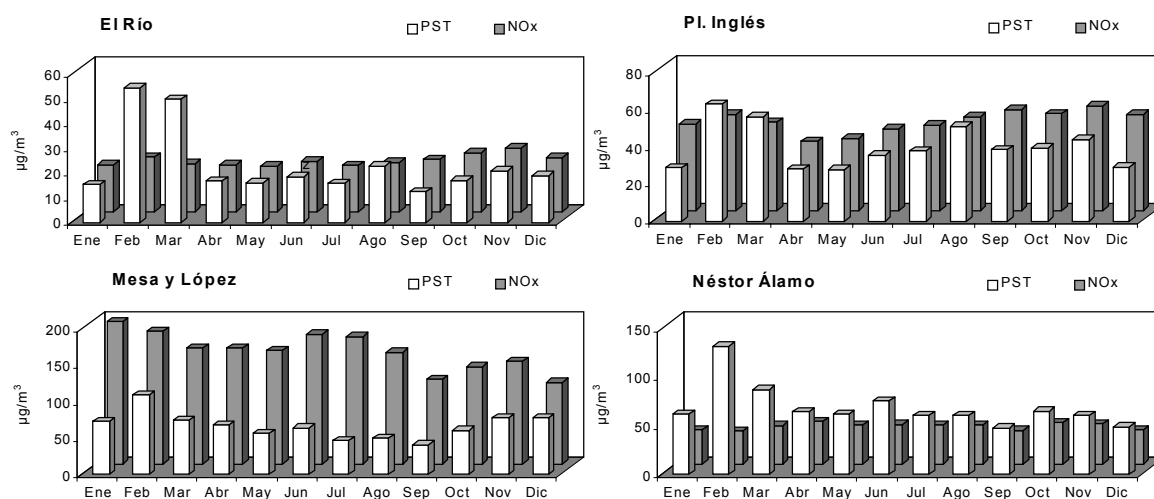 El Río
PST NOx
60
50
40
30
20
10
0
µg/m³
z
Ene Feb Mar Abr May Jun Jul Ago Sep Oct Nov Dic
Pl. Inglés
PST NOx
80
60
40
20
0
µg/m³
Ene Feb Mar Abr May Jun Jul Ago Sep Oct Nov Dic
Mesa y López
PST NOx
200
150
100
50
0
µg/m³
Ene Feb Mar Abr May Jun Jul Ago Sep Oct Nov Dic
Néstor Álamo
PST NOx
150
100
50
0
µg/m³
Ene Feb Mar Abr May Jun Jul Ago Sep Oct Nov Dic